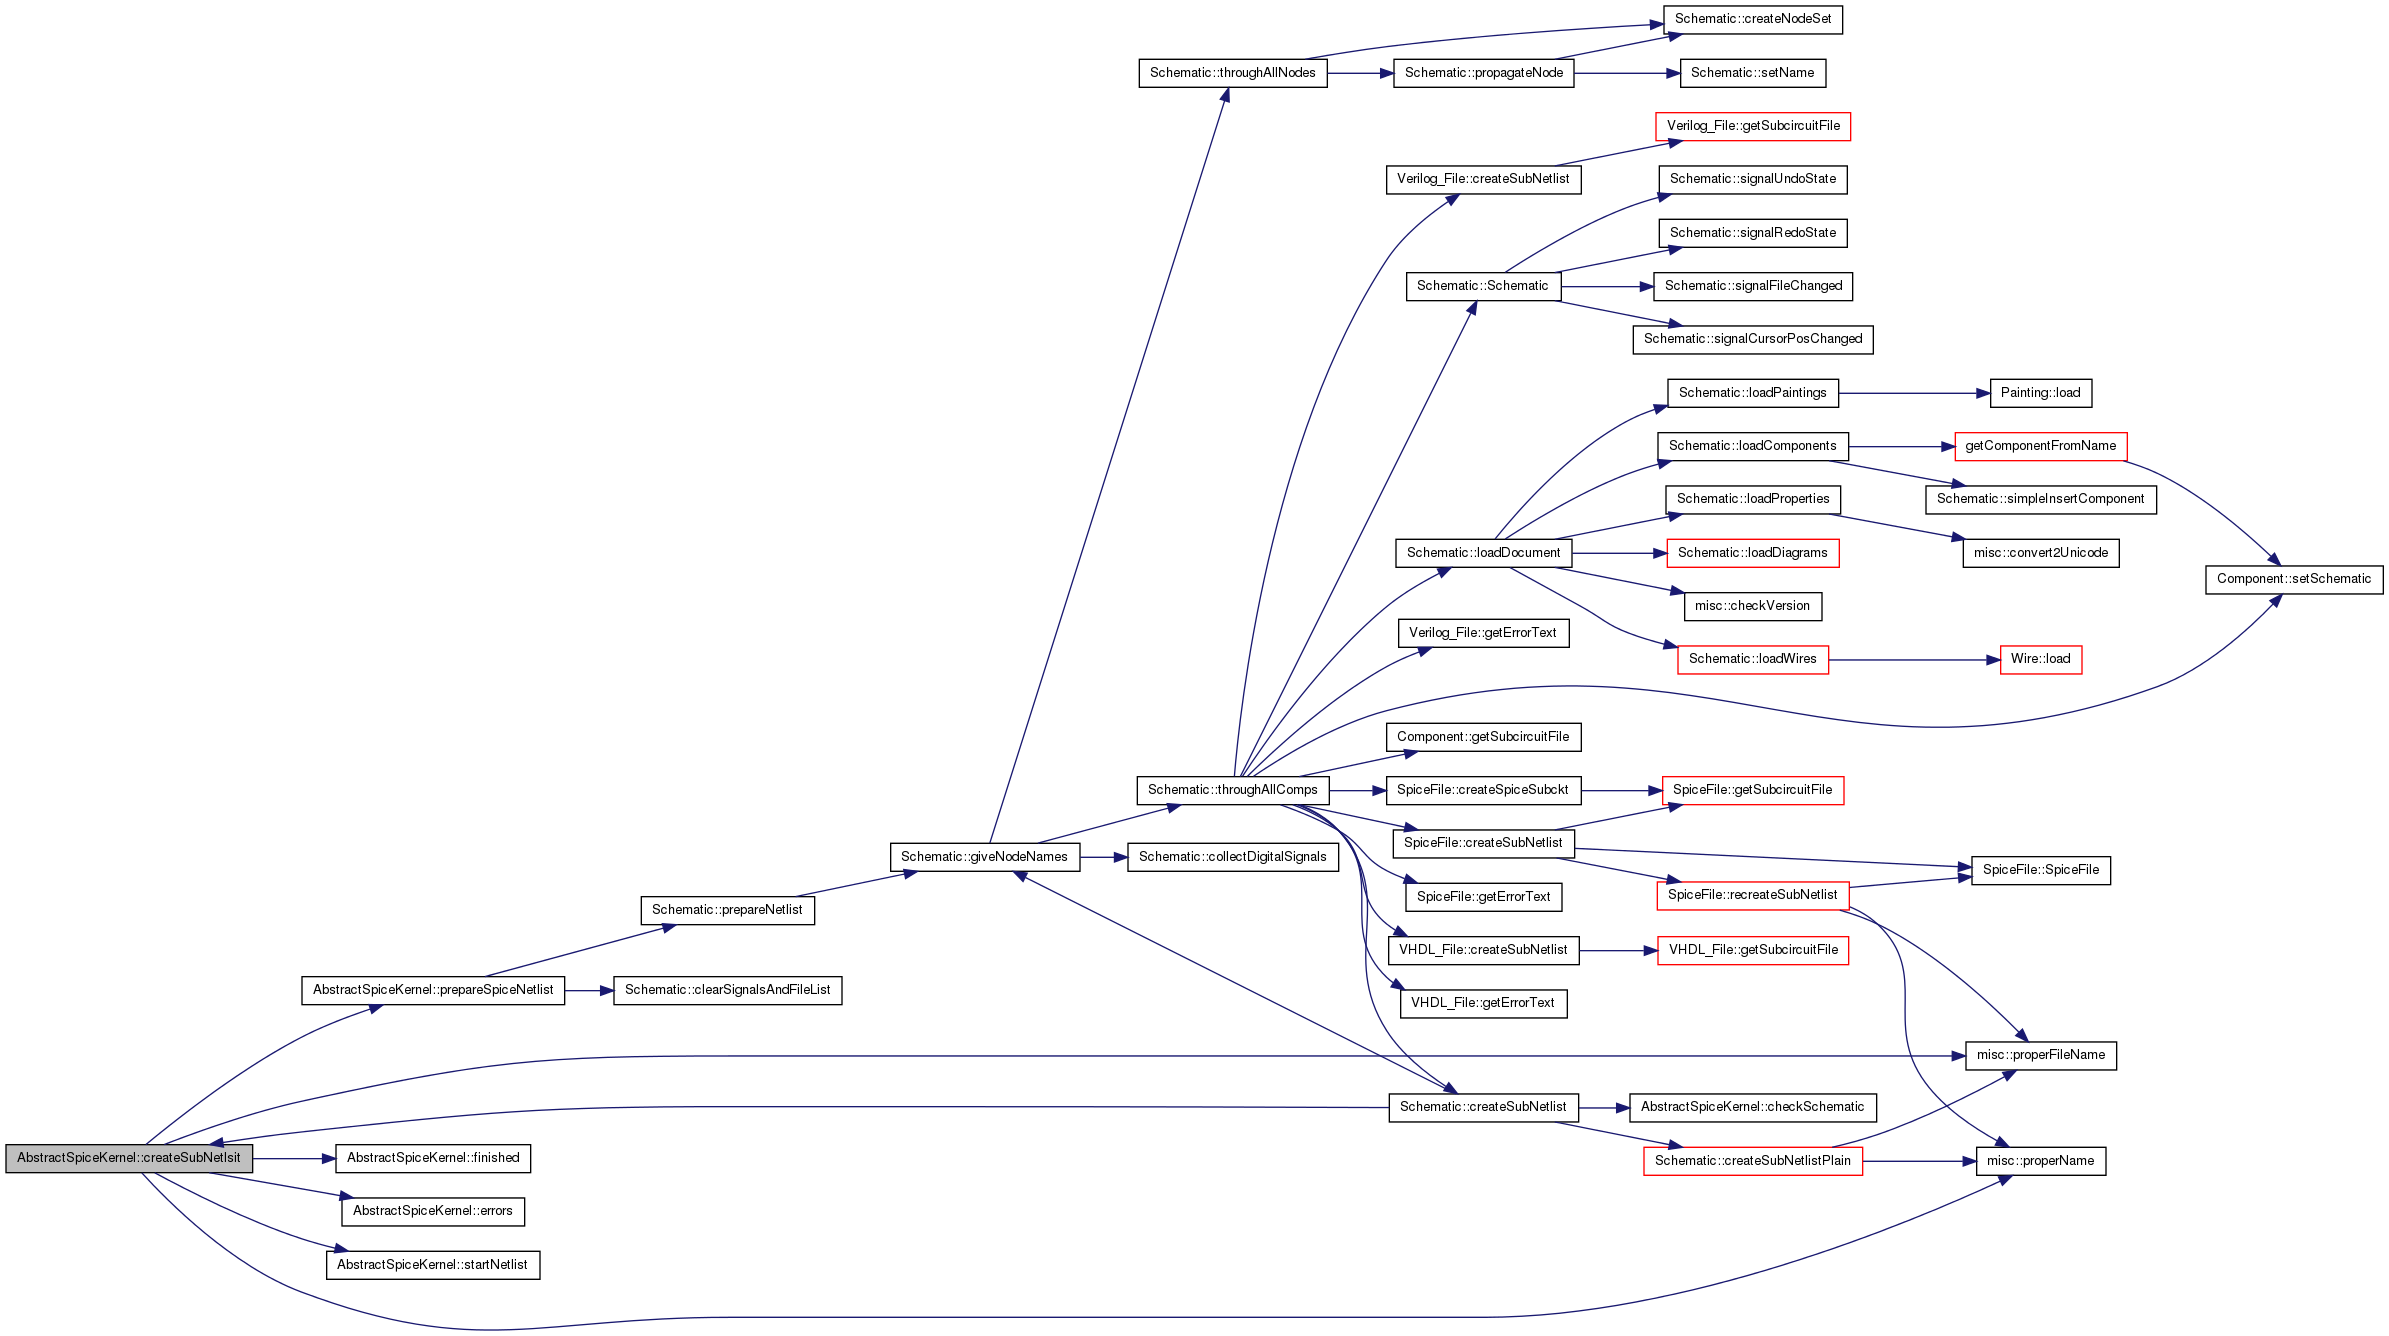 Schematic::createNodeSet
Schematic::throughAllNodes
Schematic::propagateNode
Schematic::setName
Verilog_File::getSubcircuitFile
Verilog_File::createSubNetlist
Schematic::signalUndoState
Schematic::signalRedoState
Schematic::Schematic
Schematic::signalFileChanged
Schematic::signalCursorPosChanged
Schematic::loadPaintings
Painting::load
Schematic::loadComponents
getComponentFromName
Schematic::loadProperties
Schematic::simpleInsertComponent
Schematic::loadDocument
Schematic::loadDiagrams
misc::convert2Unicode
Component::setSchematic
misc::checkVersion
Verilog_File::getErrorText
Schematic::loadWires
Wire::load
Component::getSubcircuitFile
Schematic::throughAllComps
SpiceFile::createSpiceSubckt
SpiceFile::getSubcircuitFile
SpiceFile::createSubNetlist
Schematic::giveNodeNames
Schematic::collectDigitalSignals
SpiceFile::SpiceFile
SpiceFile::getErrorText
SpiceFile::recreateSubNetlist
Schematic::prepareNetlist
VHDL_File::createSubNetlist
VHDL_File::getSubcircuitFile
AbstractSpiceKernel::prepareSpiceNetlist
Schematic::clearSignalsAndFileList
VHDL_File::getErrorText
misc::properFileName
Schematic::createSubNetlist
AbstractSpiceKernel::checkSchematic
AbstractSpiceKernel::createSubNetlsit
AbstractSpiceKernel::finished
Schematic::createSubNetlistPlain
misc::properName
AbstractSpiceKernel::errors
AbstractSpiceKernel::startNetlist